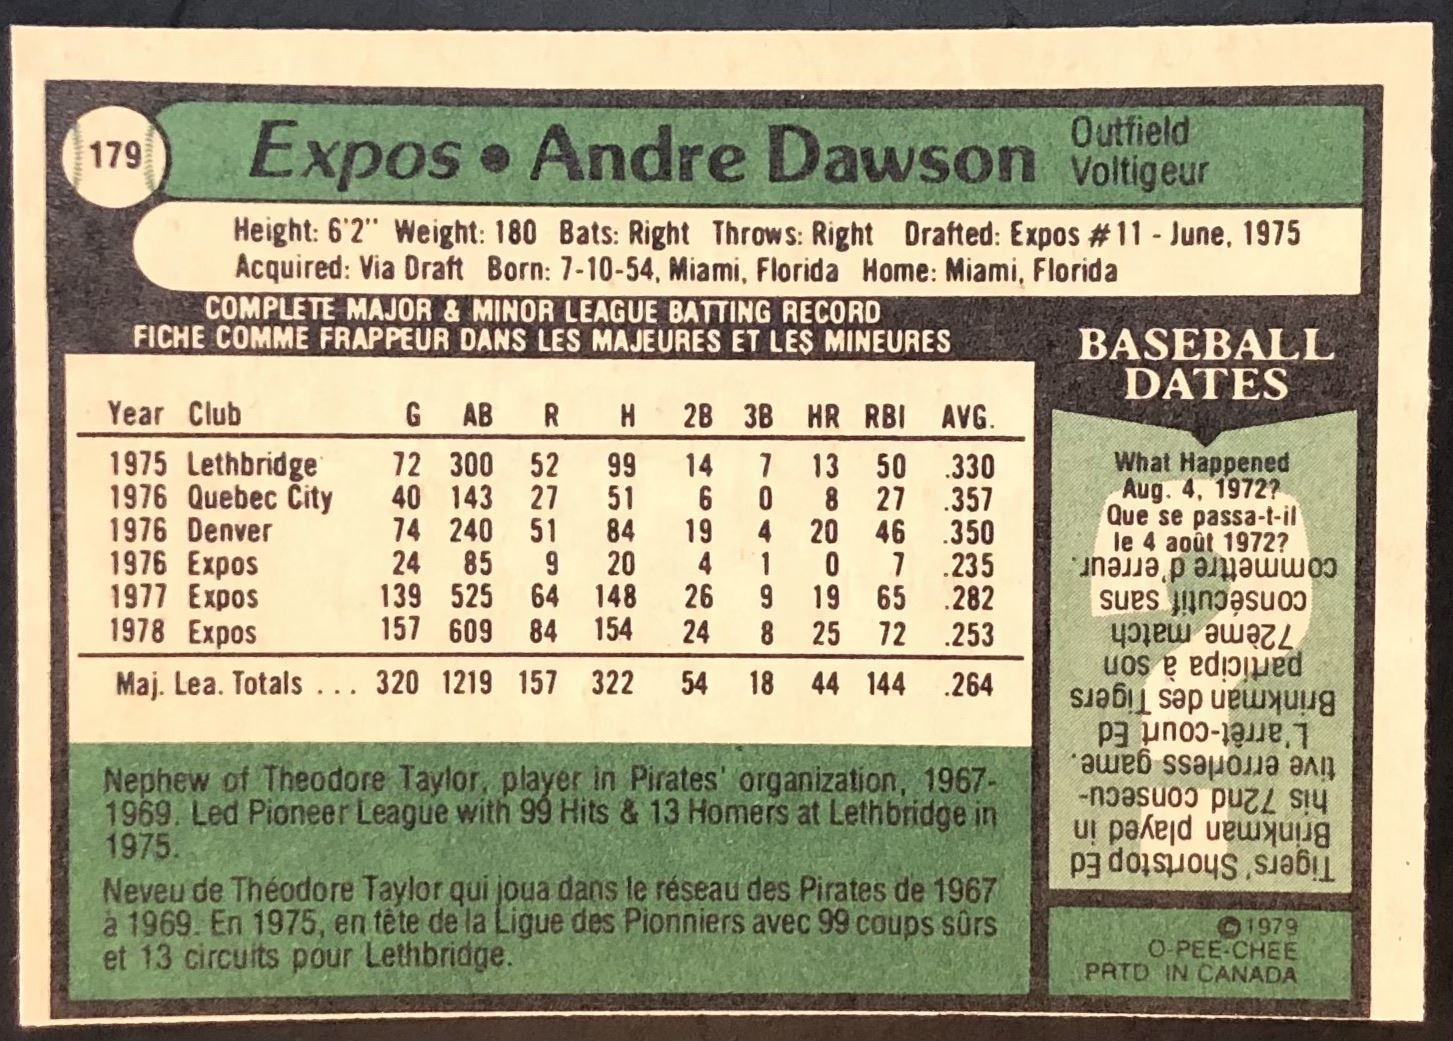 179
Expos • Andre Dawson
Outfield
Voltigeur
Height: 6'2" Weight: 180 Bats: Right Throws: Right Drafted: Expos #11 - June, 1975
Acquired: Via Draft Born: 7-10-54, Miami, Florida Home: Miami, Florida
COMPLETE MAJOR & MINOR LEAGUE BATTING RECORD
FICHE COMME FRAPPEUR DANS LES MAJEURES ET LES MINEURES
Year Club G AB R H 2B 3B HR RBI AVG.
1975 Lethbridge 72 300 52 99 14 7 13 50 .330
1976 Quebec City 40 143 27 51 6 0 8 27 .357
1976 Denver 74 240 51 84 19 4 20 46 .350
1976 Expos 24 85 9 20 4 1 0 7 .235
1977 Expos 139 525 64 148 26 9 19 65 .282
1978 Expos 157 609 84 154 24 8 25 72 .253
Maj. Lea. Totals ... 320 1219 157 322 54 18 44 144 .264
Nephew of Theodore Taylor, player in Pirates' organization, 1967-
1969. Led Pioneer League with 99 Hits & 13 Homers at Lethbridge in
1975.
Neveu de Théodore Taylor qui joua dans le réseau des Pirates de 1967
à 1969. En 1975, en tête de la Ligue des Pionniers avec 99 coups sûrs
et 13 circuits pour Lethbridge.
BASEBALL
DATES
What Happened
Aug. 4, 1972?
Que se passa-t-il
le 4 août 1972?
Tigers' Shortstop Ed
Brinkman played in
his 72nd consecu-
tive errorless game.
L'arrêt-court Ed
Brinkman des Tigers
participa à son
72ème match
consécutif sans
commettre d'erreur.
©1979
O-PEE-CHEE
PRTD IN CANADA